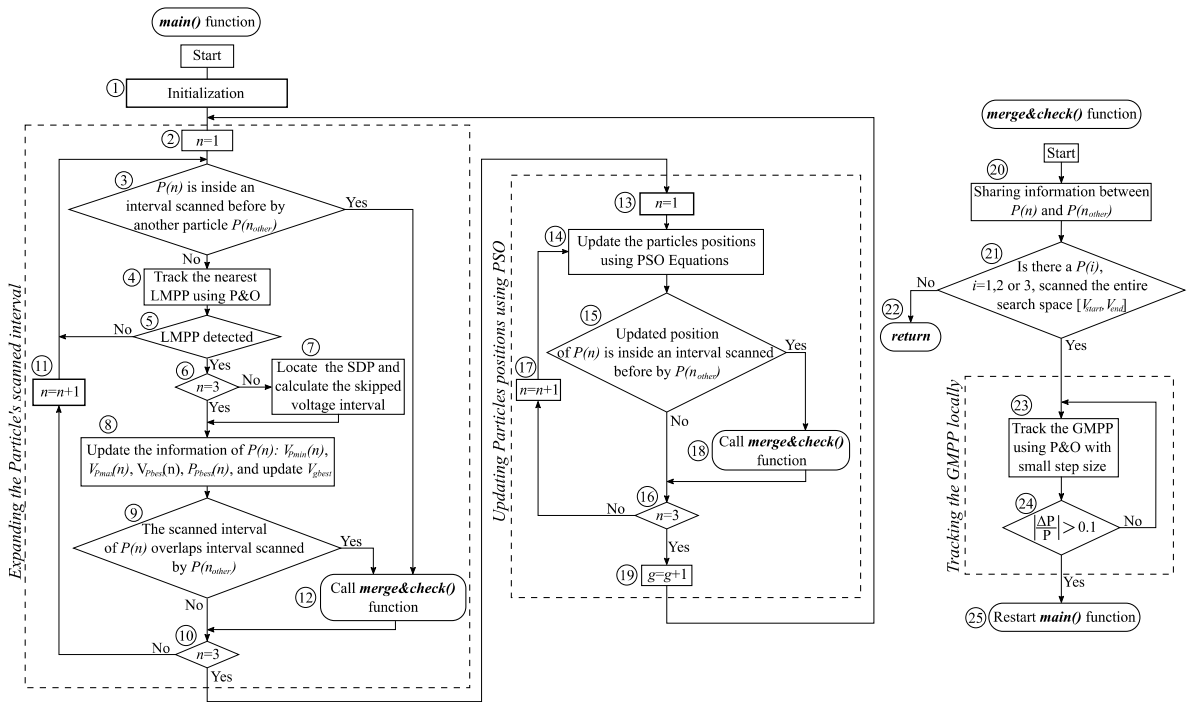 main() function
Start
1
Initialization
Expanding the Particle's scanned interval
2
n=1
3
P(n) is inside an
interval scanned before by
another particle P(nother)
Yes
No
4
Track the nearest
LMPP using P&O
5
LMPP detected
No
Yes
6
n=3
No
Yes
7
Locate the SDP and
calculate the skipped
voltage interval
11
n=n+1
8
Update the information of P(n): VPmin(n),
VPmax(n), VPbest(n), PPbest(n), and update Vgbest
9
The scanned interval
of P(n) overlaps interval scanned
by P(nother)
Yes
No
12
Call merge&check()
function
10
n=3
No
Yes
Updating Particles positions using PSO
13
n=1
14
Update the particles positions
using PSO Equations
15
Updated position
of P(n) is inside an interval scanned
before by P(nother)
Yes
No
17
n=n+1
18
Call merge&check()
function
16
n=3
No
Yes
19
g=g+1
merge&check() function
Start
20
Sharing information between
P(n) and P(nother)
21
Is there a P(i),
i=1,2 or 3, scanned the entire
search space [Vstart, Vend]
No
22
return
Yes
Tracking the GMPP locally
23
Track the GMPP
using P&O with
small step size
24
|ΔP/P| > 0.1
No
Yes
25
Restart main() function